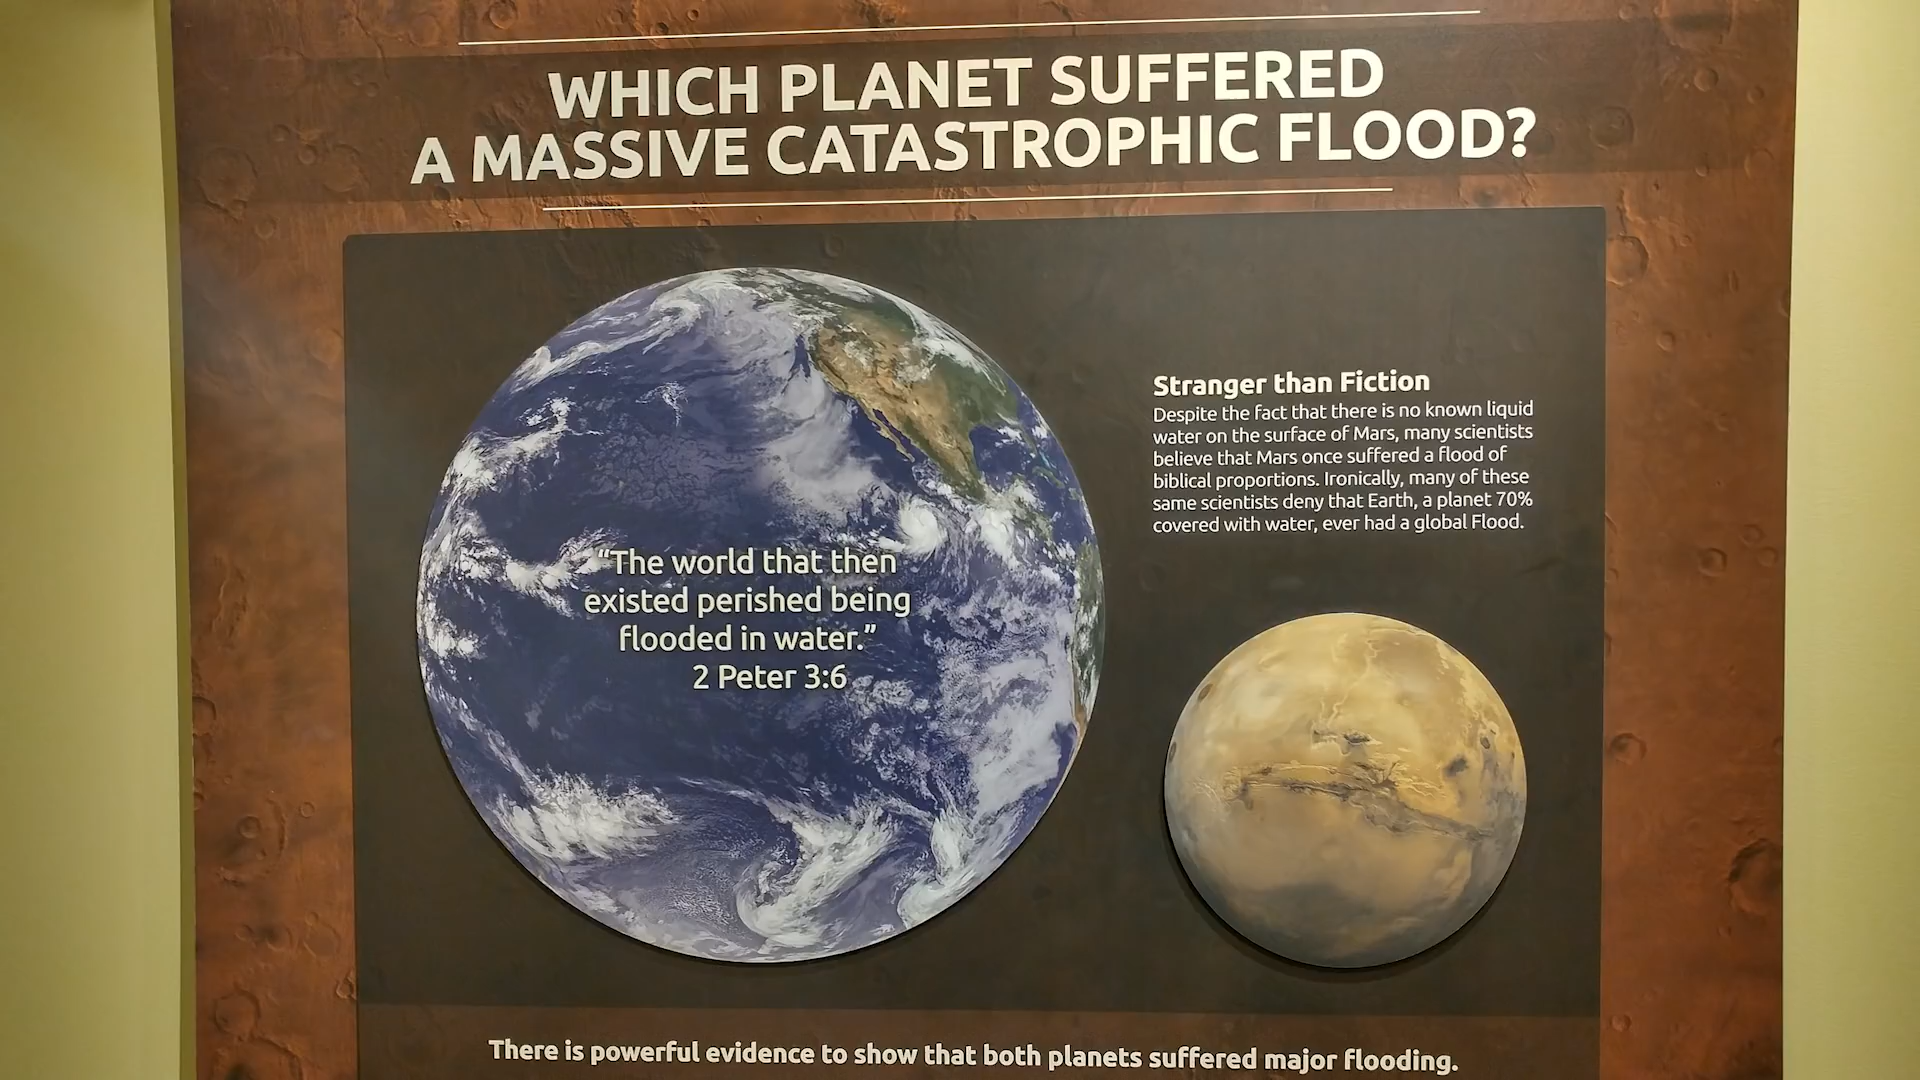 WHICH PLANET SUFFERED
A MASSIVE CATASTROPHIC FLOOD?
"The world that then
existed perished being
flooded in water."
2 Peter 3:6
Stranger than Fiction
Despite the fact that there is no known liquid
water on the surface of Mars, many scientists
believe that Mars once suffered a flood of
biblical proportions. Ironically, many of these
same scientists deny that Earth, a planet 70%
covered with water, ever had a global Flood.
There is powerful evidence to show that both planets suffered major flooding.